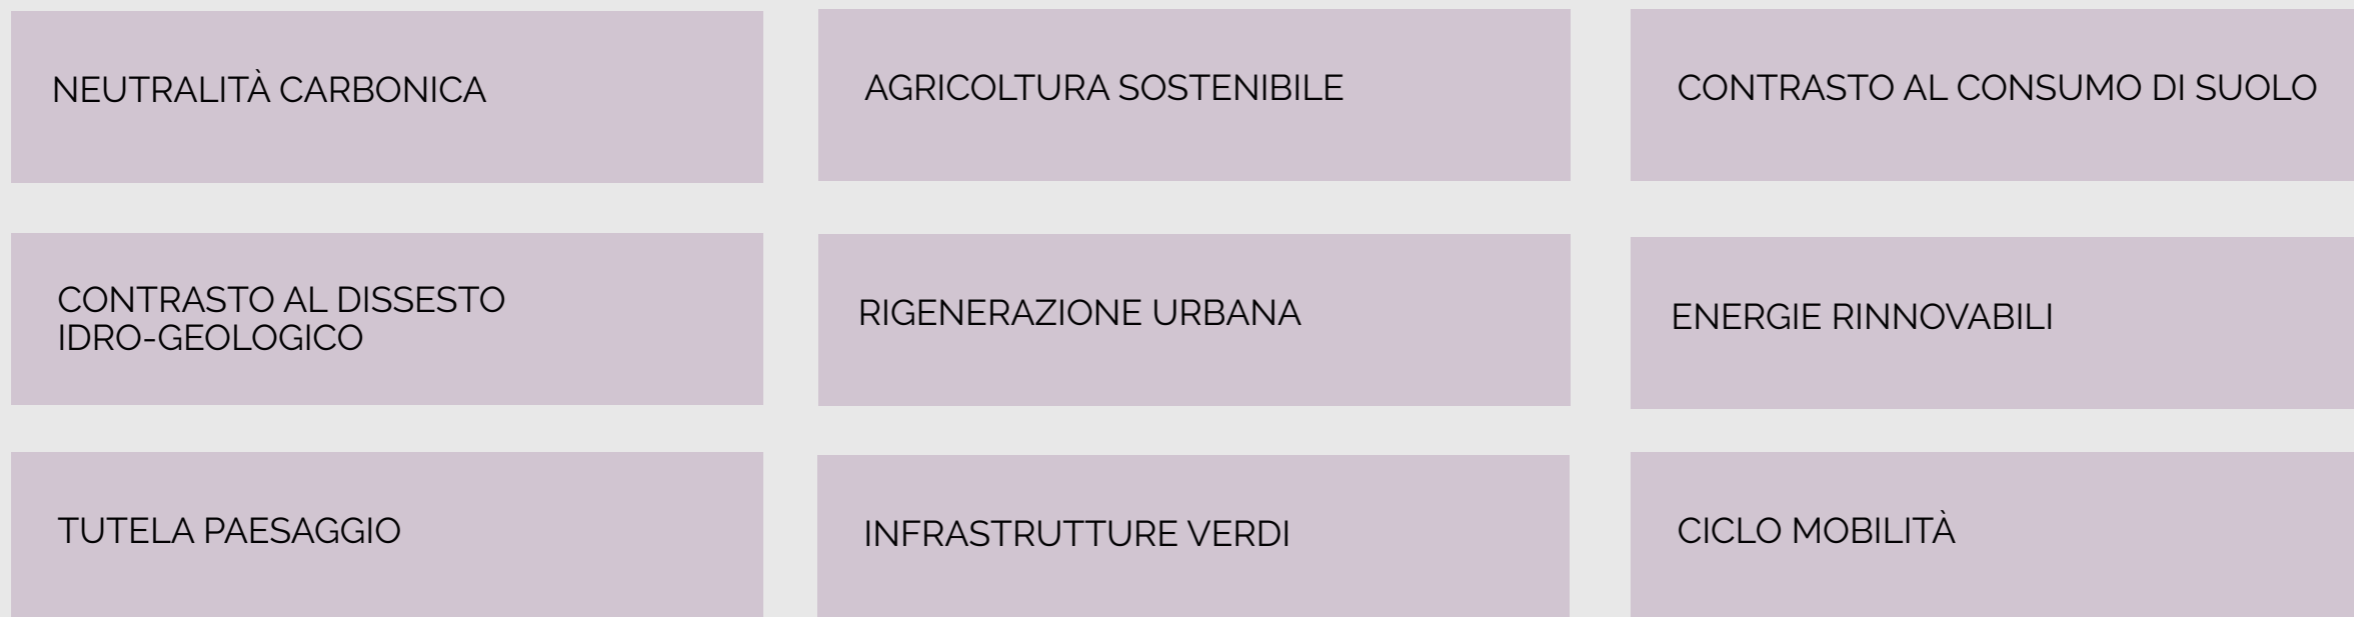 NEUTRALITÀ CARBONICA
AGRICOLTURA SOSTENIBILE
CONTRASTO AL CONSUMO DI SUOLO
CONTRASTO AL DISSESTO
IDRO-GEOLOGICO
RIGENERAZIONE URBANA
ENERGIE RINNOVABILI
TUTELA PAESAGGIO
INFRASTRUTTURE VERDI
CICLO MOBILITÀ